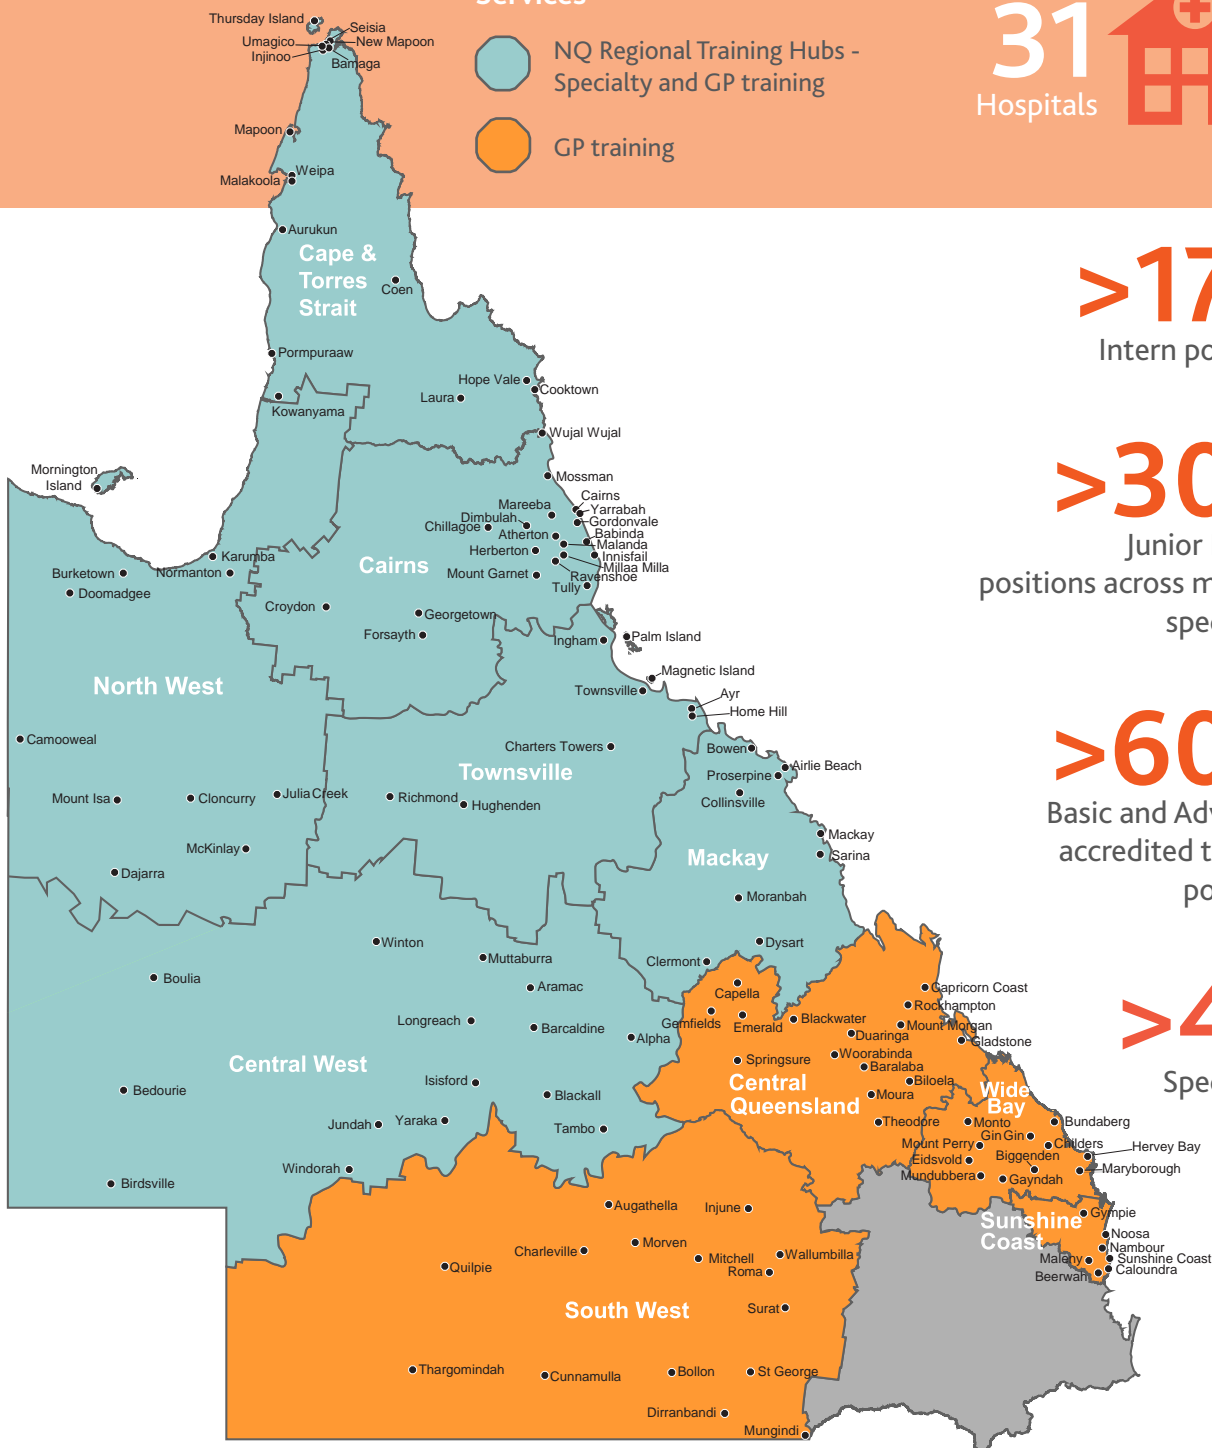 Services
NQ Regional Training Hubs -
Specialty and GP training
GP training
31
Hospitals
>17
Intern po
>30
Junior
positions across m
spec
>60
Basic and Adv
accredited t
po
>4
Spec
Thursday Island
Seisia
Umagico
New Mapoon
Injinoo
Bamaga
Mapoon
Weipa
Malakoola
Aurukun
Cape &
Torres
Strait
Coen
Pormpuraaw
Hope Vale
Cooktown
Laura
Kowanyama
Wujal Wujal
Mornington
Island
Mossman
Cairns
Mareeba
Yarrabah
Dimbulah
Gordonvale
Chillagoe
Babinda
Atherton
Malanda
Herberton
Innisfail
Millaa Milla
Mount Garnet
Ravenshoe
Tully
Cairns
Karumba
Burketown
Normanton
Doomadgee
Croydon
Georgetown
Forsayth
Ingham
Palm Island
Magnetic Island
North West
Townsville
Ayr
Home Hill
Camooweal
Charters Towers
Bowen
Airlie Beach
Townsville
Proserpine
Mount Isa
Cloncurry
Julia Creek
Richmond
Hughenden
Collinsville
Mackay
McKinlay
Mackay
Sarina
Dajarra
Moranbah
Winton
Dysart
Muttaburra
Clermont
Boulia
Aramac
Capella
Capricorn Coast
Rockhampton
Longreach
Barcaldine
Gemfields
Emerald
Blackwater
Mount Morgan
Alpha
Duaringa
Gladstone
Central West
Springsure
Woorabinda
Baralaba
Isisford
Central
Queensland
Biloela
Wide
Bay
Bedourie
Blackall
Moura
Jundah
Yaraka
Tambo
Theodore
Monto
Bundaberg
Gin Gin
Mount Perry
Childers
Hervey Bay
Eidsvold
Biggenden
Windorah
Maryborough
Mundubbera
Gayndah
Birdsville
Augathella
Injune
Sunshine
Coast
Gympie
Noosa
Charleville
Morven
Nambour
Mitchell
Wallumbilla
Maleny
Sunshine Coast
Quilpie
Roma
Beerwah
Caloundra
South West
Surat
Thargomindah
Cunnamulla
Bollon
St George
Dirranbandi
Mungindi